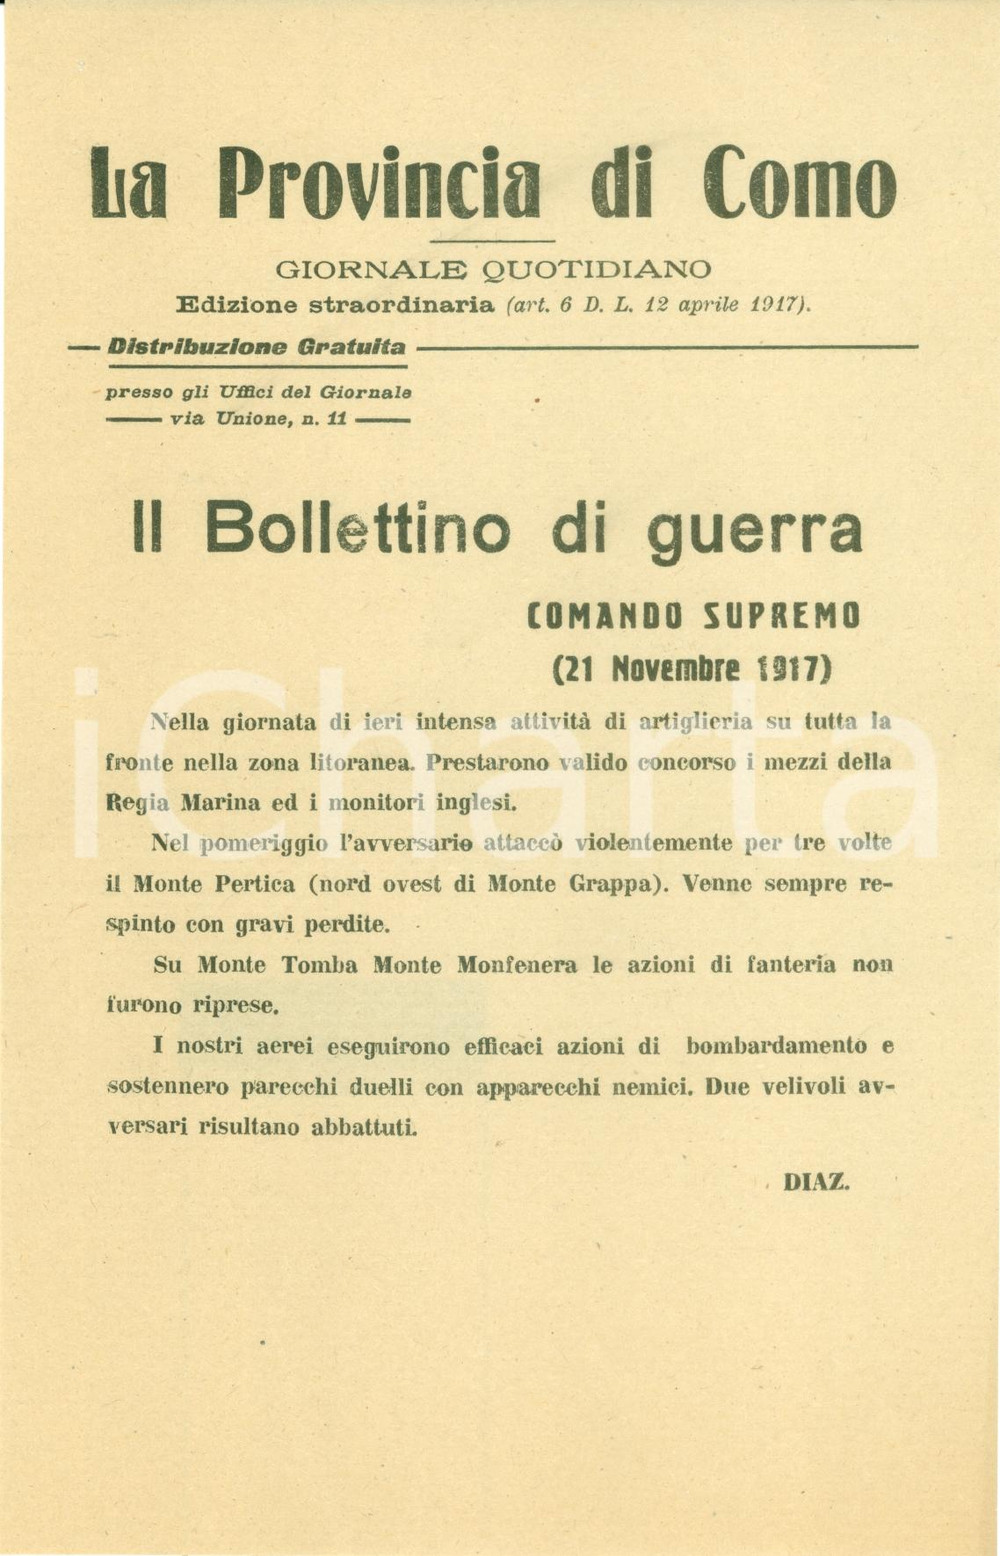 La Provincia di Como
GIORNALE QUOTIDIANO
Edizione straordinaria (art. 6 D. L. 12 aprile 1917).
Distribuzione Gratuita
presso gli Uffici del Giornale
via Unione, n. 11
Il Bollettino di guerra
COMANDO SUPREMO
(21 Novembre 1917)
Nella giornata di ieri intensa attività di artiglieria su tutta la
fronte nella zona litoranea. Prestarono valido concorso i mezzi della
Regia Marina ed i monitori inglesi.
Nel pomeriggio l'avversario attaccò violentemente per tre volte
il Monte Pertica (nord ovest di Monte Grappa). Venne sempre re-
spinto con gravi perdite.
Su Monte Tomba Monte Monfenera le azioni di fanteria non
furono riprese.
I nostri aerei eseguirono efficaci azioni di bombardamento e
sostennero parecchi duelli con apparecchi nemici. Due velivoli av-
versari risultano abbattuti.
DIAZ.
iCharta